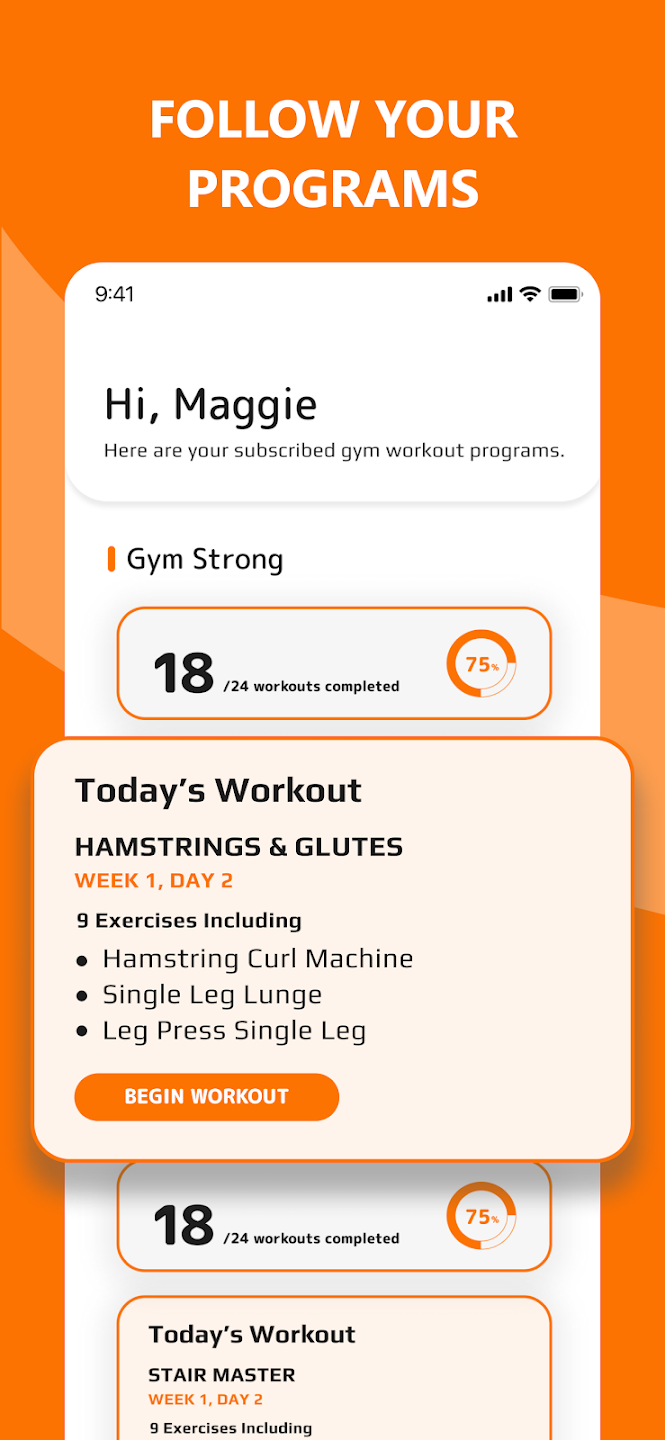 FOLLOW YOUR
PROGRAMS
9:41
Hi, Maggie
Here are your subscribed gym workout programs.
Gym Strong
18 /24 workouts completed 75%
Today's Workout
HAMSTRINGS & GLUTES
WEEK 1, DAY 2
9 Exercises Including
• Hamstring Curl Machine
• Single Leg Lunge
• Leg Press Single Leg
BEGIN WORKOUT
18 /24 workouts completed 75%
Today's Workout
STAIR MASTER
WEEK 1, DAY 2
9 Exercises Including